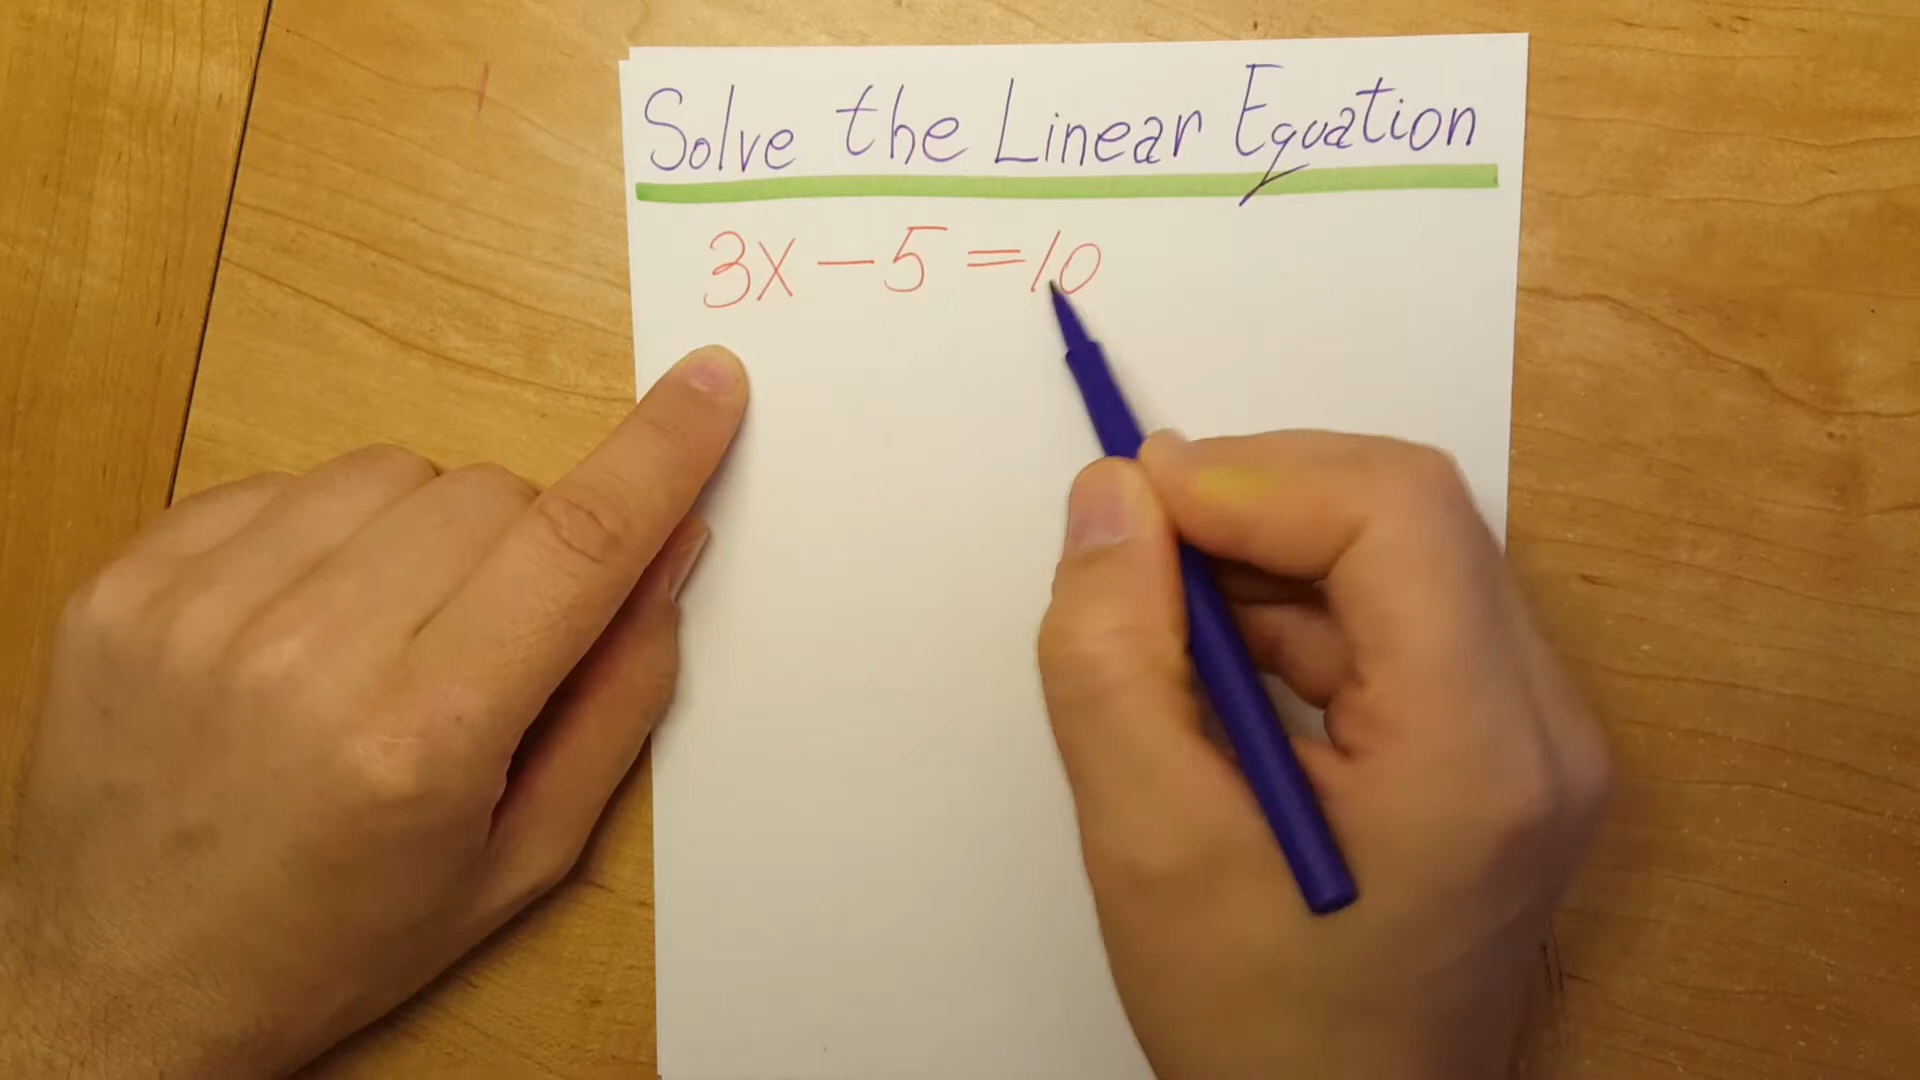 Solve the Linear Equation
3x - 5 = 10